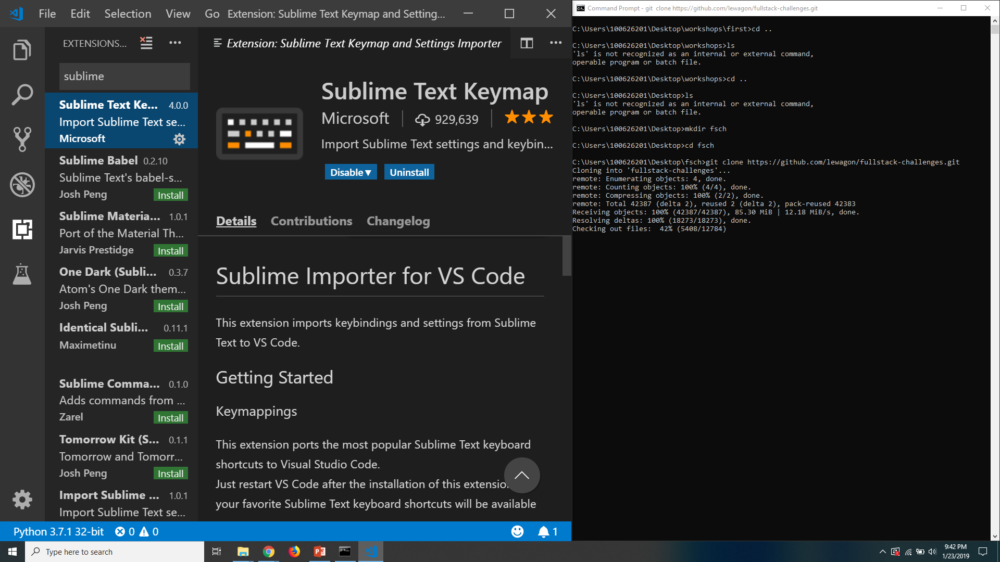 File Edit Selection View Go Extension: Sublime Text Keymap and Setting...
EXTENSIONS...
sublime
Sublime Text Ke... 4.0.0
Import Sublime Text se...
Microsoft
Sublime Babel 0.2.10
Sublime Text's babel-s...
Josh Peng Install
Sublime Materia... 1.0.1
Port of the Material Th...
Jarvis Prestidge Install
One Dark (Subli... 0.3.7
Atom's One Dark them...
Josh Peng Install
Identical Subli... 0.11.1
Maximetinu Install
Sublime Comma... 0.1.0
Adds commands from ...
Zarel Install
Tomorrow Kit (S... 0.1.1
Tomorrow and Tomorr...
Josh Peng Install
Import Sublime ... 1.0.1
Import Sublime Text se...
Extension: Sublime Text Keymap and Settings Importer
Sublime Text Keymap
Microsoft 929,639
Import Sublime Text settings and keybin...
Disable Uninstall
Details Contributions Changelog
Sublime Importer for VS Code
This extension imports keybindings and settings from Sublime
Text to VS Code.
Getting Started
Keymappings
This extension ports the most popular Sublime Text keyboard
shortcuts to Visual Studio Code.
Just restart VS Code after the installation of this extension
your favorite Sublime Text keyboard shortcuts will be available
Python 3.7.1 32-bit 0 0 1
Command Prompt - git  clone https://github.com/lewagon/fullstack-challenges.git
C:\Users\100626201\Desktop\workshops\first>cd ..
C:\Users\100626201\Desktop\workshops>ls
'ls' is not recognized as an internal or external command,
operable program or batch file.
C:\Users\100626201\Desktop\workshops>cd ..
C:\Users\100626201\Desktop>ls
'ls' is not recognized as an internal or external command,
operable program or batch file.
C:\Users\100626201\Desktop>mkdir fsch
C:\Users\100626201\Desktop>cd fsch
C:\Users\100626201\Desktop\fsch>git clone https://github.com/lewagon/fullstack-challenges.git
Cloning into 'fullstack-challenges'...
remote: Enumerating objects: 4, done.
remote: Counting objects: 100% (4/4), done.
remote: Compressing objects: 100% (2/2), done.
remote: Total 42387 (delta 2), reused 2 (delta 2), pack-reused 42383
Receiving objects: 100% (42387/42387), 85.30 MiB | 12.18 MiB/s, done.
Resolving deltas: 100% (18273/18273), done.
Checking out files:  42% (5408/12784)
Type here to search
9:42 PM
1/23/2019